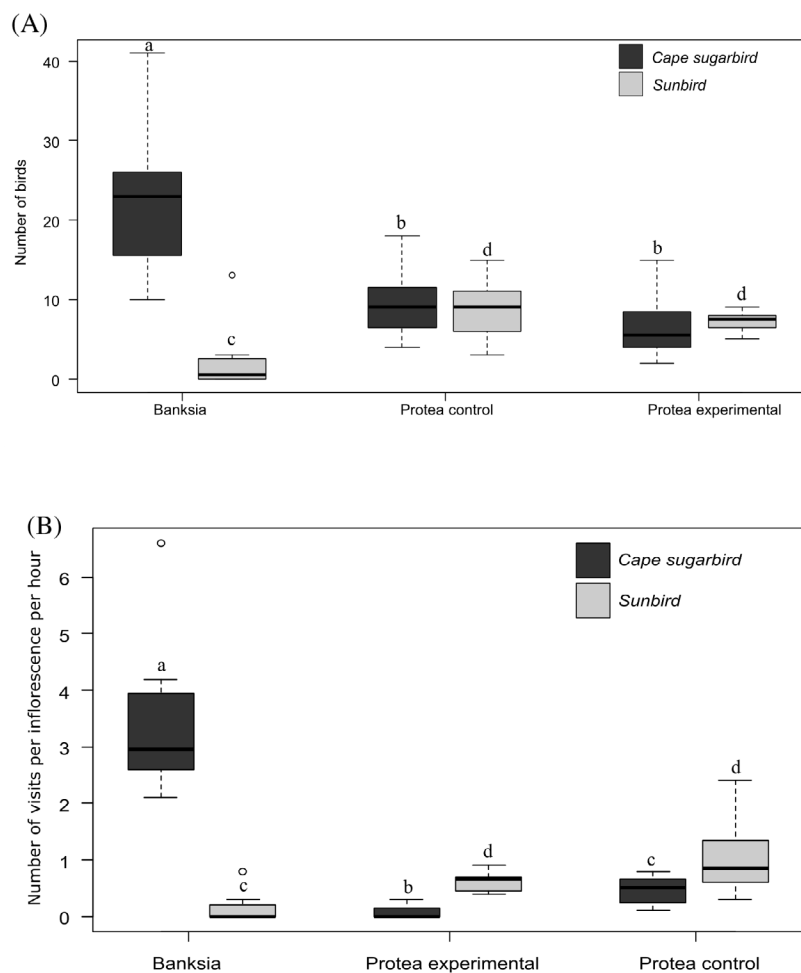 (A)
Number of birds
40
30
20
10
0
a
c
b
d
b
d
Cape sugarbird
Sunbird
Banksia
Protea control
Protea experimental
(B)
Number of visits per inflorescence per hour
6
5
4
3
2
1
0
a
c
b
d
c
d
Cape sugarbird
Sunbird
Banksia
Protea experimental
Protea control